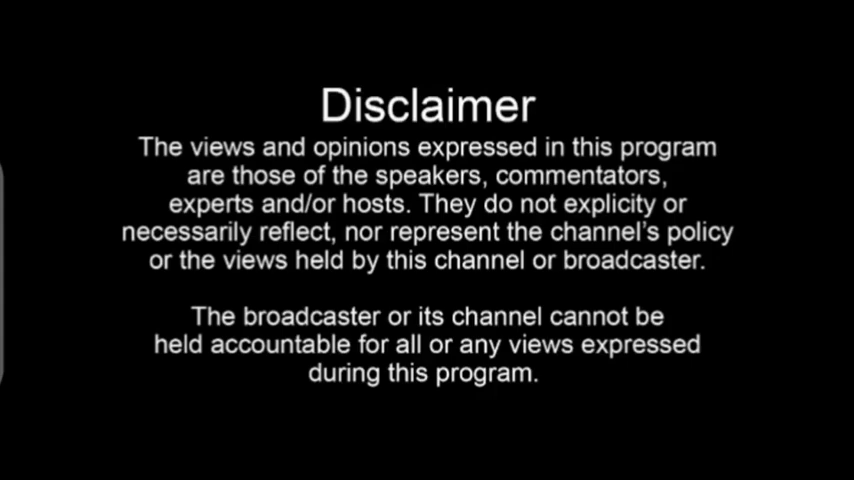 Disclaimer
The views and opinions expressed in this program
are those of the speakers, commentators,
experts and/or hosts. They do not explicity or
necessarily reflect, nor represent the channel's policy
or the views held by this channel or broadcaster.
The broadcaster or its channel cannot be
held accountable for all or any views expressed
during this program.